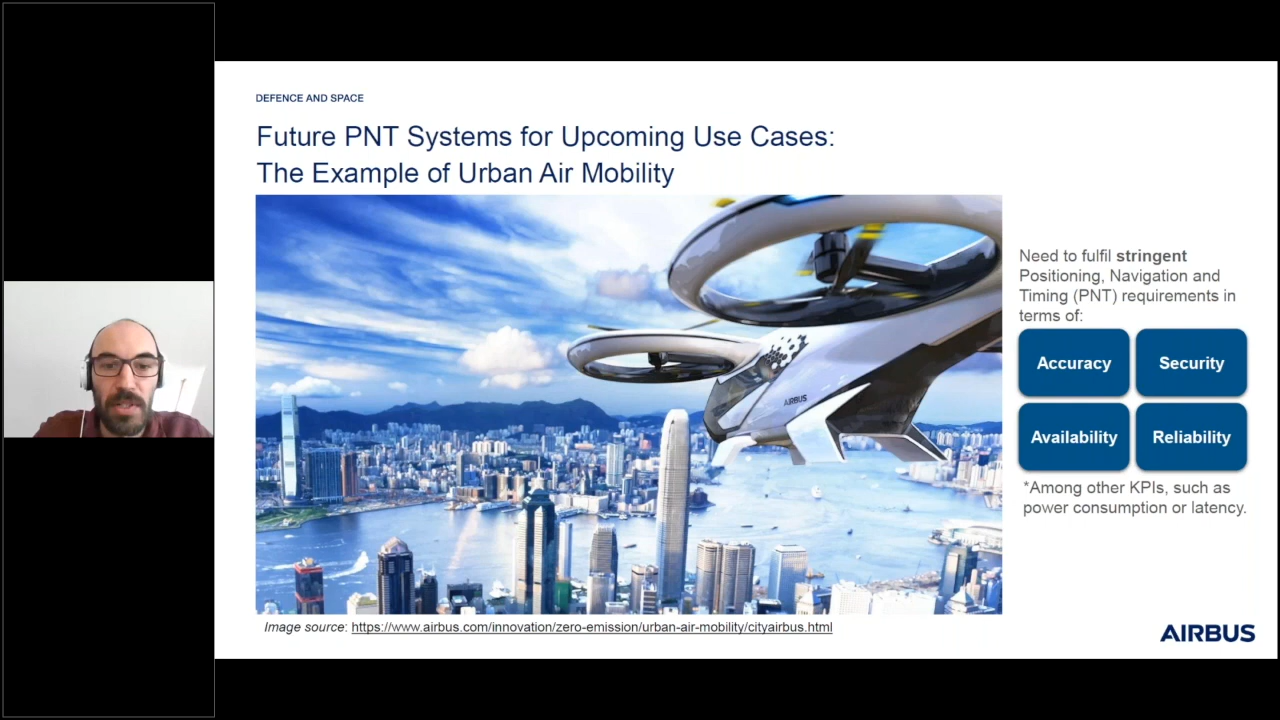 DEFENCE AND SPACE
Future PNT Systems for Upcoming Use Cases:
The Example of Urban Air Mobility
AIRBUS
Need to fulfil stringent
Positioning, Navigation and
Timing (PNT) requirements in
terms of:
Accuracy
Security
Availability
Reliability
*Among other KPIs, such as
power consumption or latency.
Image source: https://www.airbus.com/innovation/zero-emission/urban-air-mobility/cityairbus.html
AIRBUS